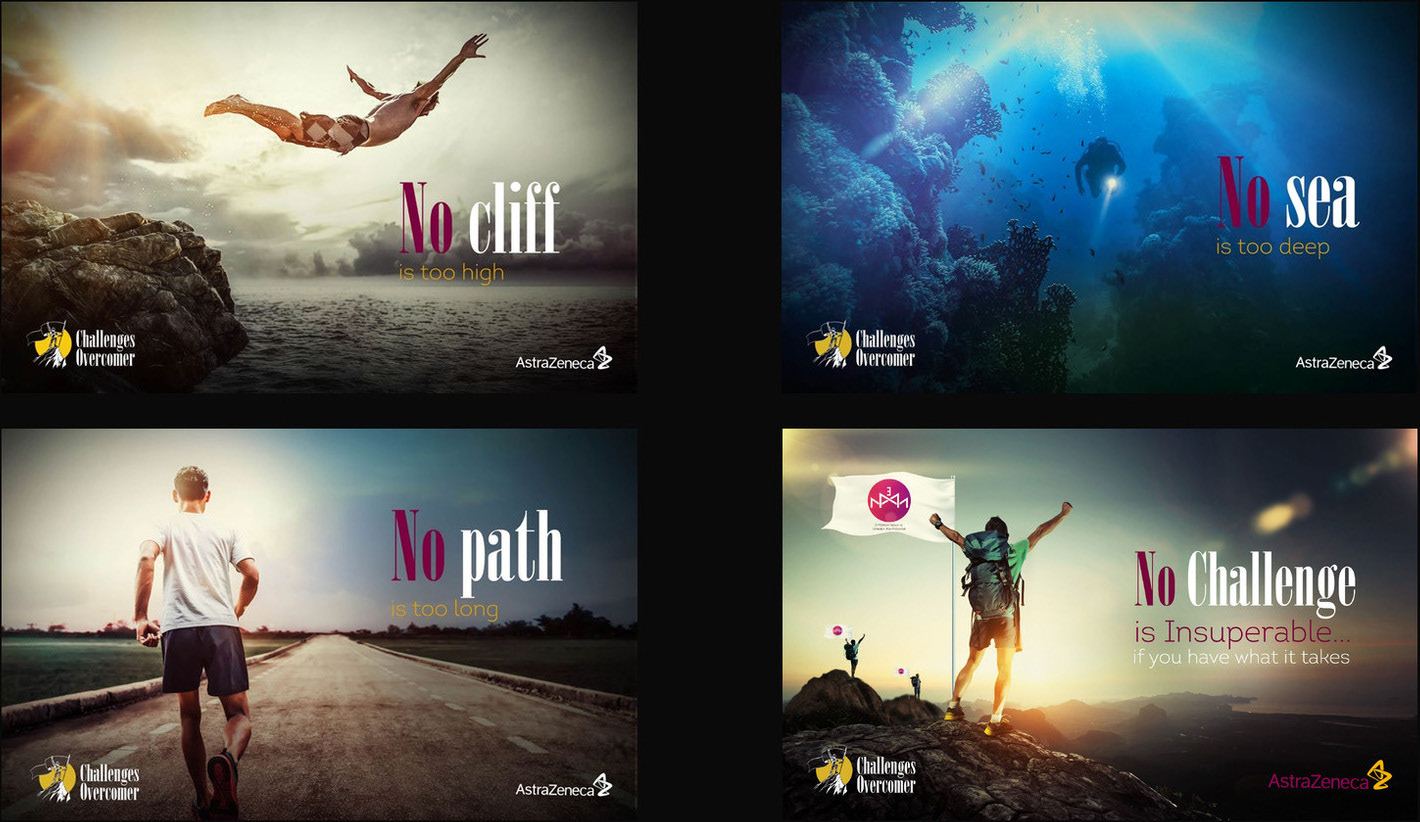 No cliff
is too high
Challenges
Overcomer
AstraZeneca
No sea
is too deep
Challenges
Overcomer
AstraZeneca
No path
is too long
Challenges
Overcomer
AstraZeneca
No Challenge
is Insuperable...
if you have what it takes
Challenges
Overcomer
AstraZeneca